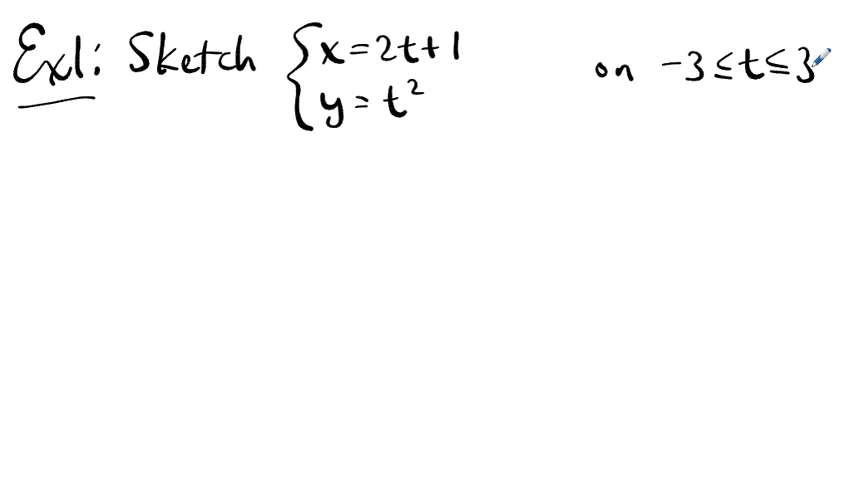 Ex1: Sketch { x = 2t + 1 on -3 ≤ t ≤ 3
y = t²